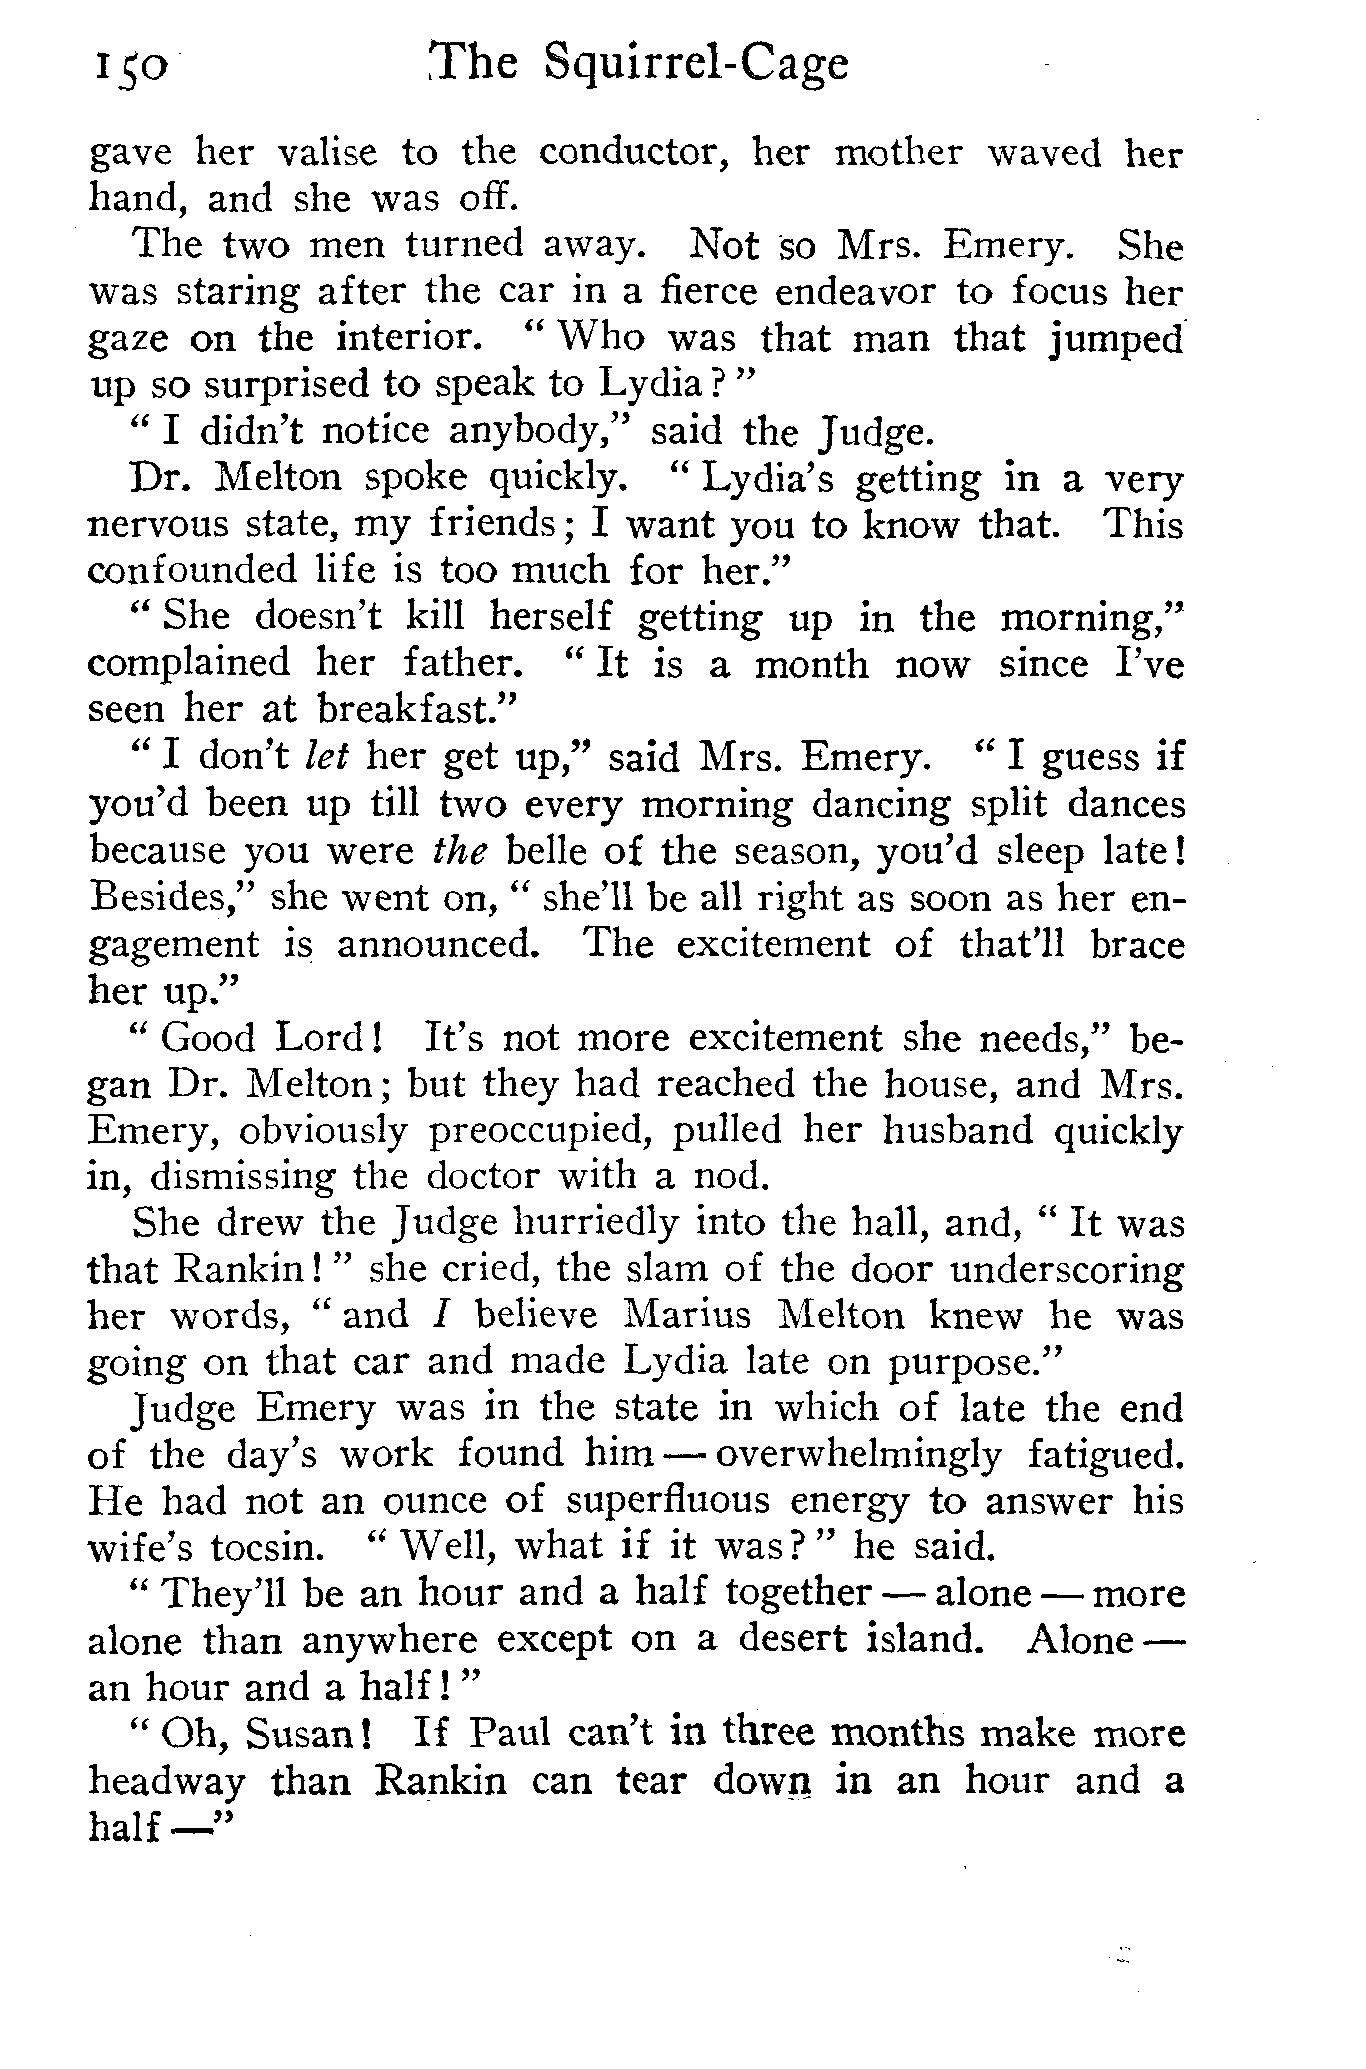 150 The Squirrel-Cage
gave her valise to the conductor, her mother waved her
hand, and she was off.
The two men turned away. Not so Mrs. Emery. She
was staring after the car in a fierce endeavor to focus her
gaze on the interior. “ Who was that man that jumped
up so surprised to speak to Lydia ? ”
“ I didn’t notice anybody,” said the Judge.
Dr. Melton spoke quickly. “ Lydia’s getting in a very
nervous state, my friends ; I want you to know that. This
confounded life is too much for her.”
“ She doesn’t kill herself getting up in the morning,”
complained her father. “ It is a month now since I’ve
seen her at breakfast.”
“ I don’t let her get up,” said Mrs. Emery. “ I guess if
you’d been up till two every morning dancing split dances
because you were the belle of the season, you’d sleep late !
Besides,” she went on, “ she’ll be all right as soon as her en-
gagement is announced. The excitement of that’ll brace
her up.”
“ Good Lord ! It’s not more excitement she needs,” be-
gan Dr. Melton ; but they had reached the house, and Mrs.
Emery, obviously preoccupied, pulled her husband quickly
in, dismissing the doctor with a nod.
She drew the Judge hurriedly into the hall, and, “ It was
that Rankin ! ” she cried, the slam of the door underscoring
her words, “ and I believe Marius Melton knew he was
going on that car and made Lydia late on purpose.”
Judge Emery was in the state in which of late the end
of the day’s work found him — overwhelmingly fatigued.
He had not an ounce of superfluous energy to answer his
wife’s tocsin. “ Well, what if it was ? ” he said.
“ They’ll be an hour and a half together — alone — more
alone than anywhere except on a desert island. Alone —
an hour and a half ! ”
“ Oh, Susan ! If Paul can’t in three months make more
headway than Rankin can tear down in an hour and a
half —”